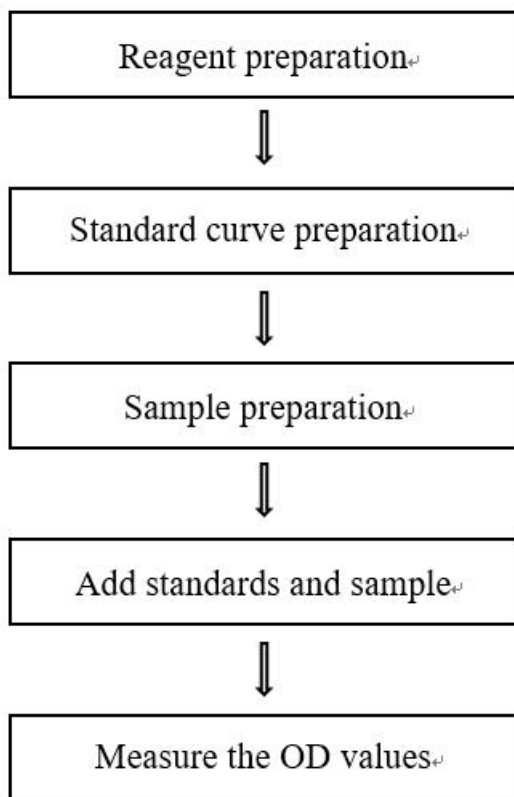 Reagent preparation
Standard curve preparation
Sample preparation
Add standards and sample
Measure the OD values